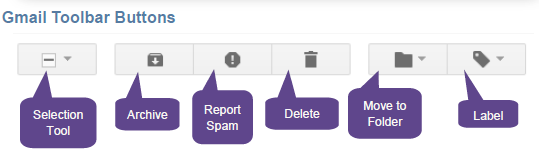 Gmail Toolbar Buttons
Selection
Tool
Archive
Report
Spam
Delete
Move to
Folder
Label